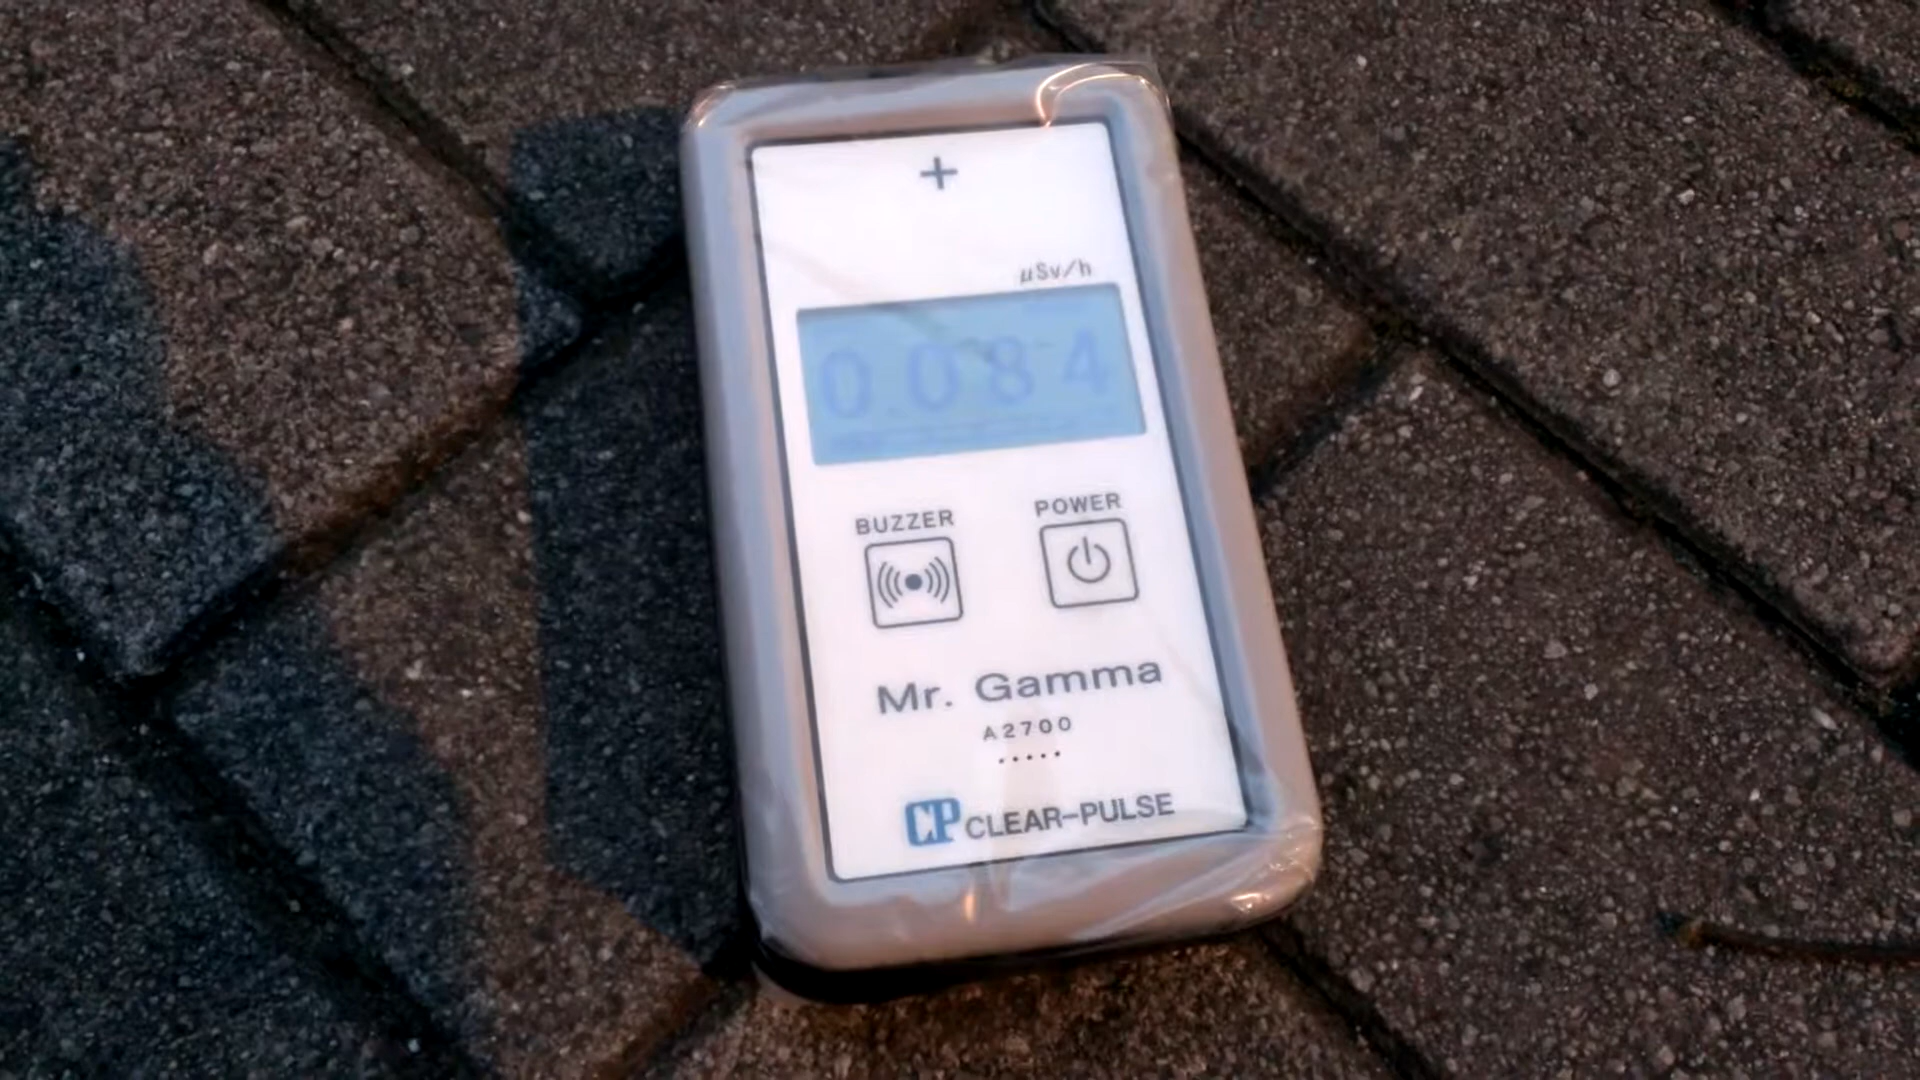 +
μSv/h
0.084
BUZZER
POWER
Mr. Gamma
A2700
CP CLEAR-PULSE